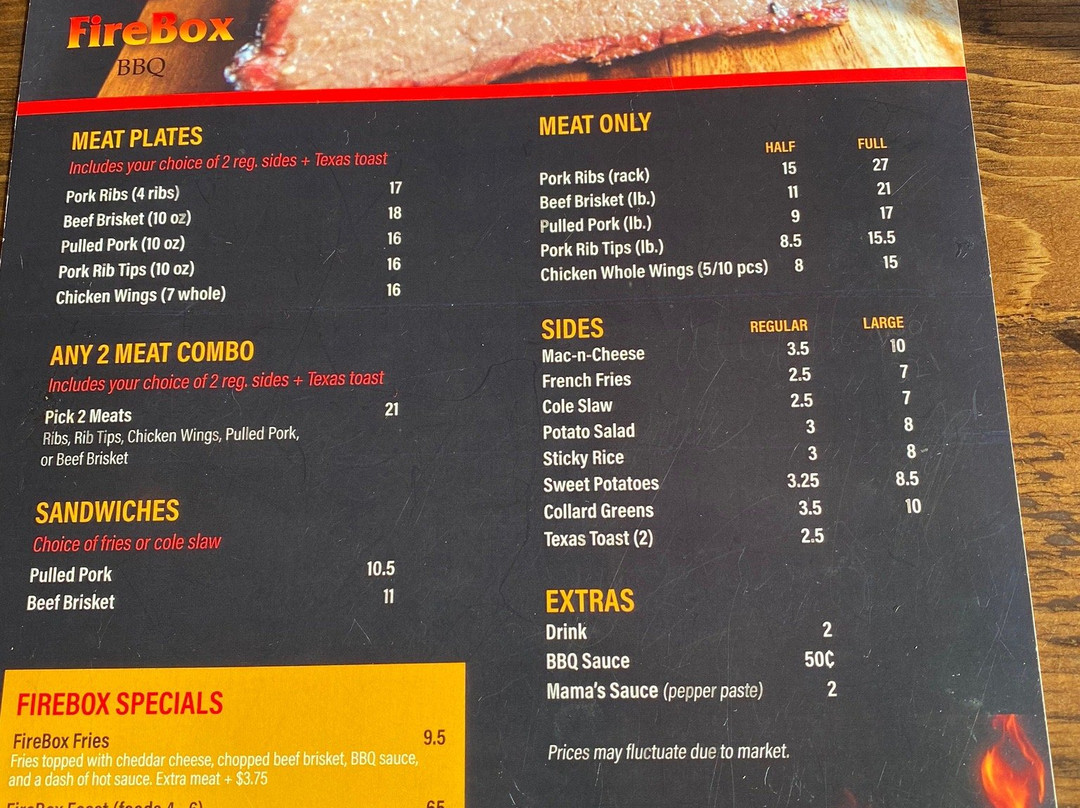 FireBox
BBQ
MEAT PLATES
Includes your choice of 2 reg. sides + Texas toast
Pork Ribs (4 ribs) 17
Beef Brisket (10 oz) 18
Pulled Pork (10 oz) 16
Pork Rib Tips (10 oz) 16
Chicken Wings (7 whole) 16
ANY 2 MEAT COMBO
Includes your choice of 2 reg. sides + Texas toast
Pick 2 Meats 21
Ribs, Rib Tips, Chicken Wings, Pulled Pork,
or Beef Brisket
SANDWICHES
Choice of fries or cole slaw
Pulled Pork 10.5
Beef Brisket 11
FIREBOX SPECIALS
FireBox Fries 9.5
Fries topped with cheddar cheese, chopped beef brisket, BBQ sauce,
and a dash of hot sauce. Extra meat + $3.75
FireBox Feast (feeds 4 - 6) 65
MEAT ONLY
HALF FULL
Pork Ribs (rack) 15 27
Beef Brisket (lb.) 11 21
Pulled Pork (lb.) 9 17
Pork Rib Tips (lb.) 8.5 15.5
Chicken Whole Wings (5/10 pcs) 8 15
SIDES REGULAR LARGE
Mac-n-Cheese 3.5 10
French Fries 2.5 7
Cole Slaw 2.5 7
Potato Salad 3 8
Sticky Rice 3 8
Sweet Potatoes 3.25 8.5
Collard Greens 3.5 10
Texas Toast (2) 2.5
EXTRAS
Drink 2
BBQ Sauce 50¢
Mama's Sauce (pepper paste) 2
Prices may fluctuate due to market.